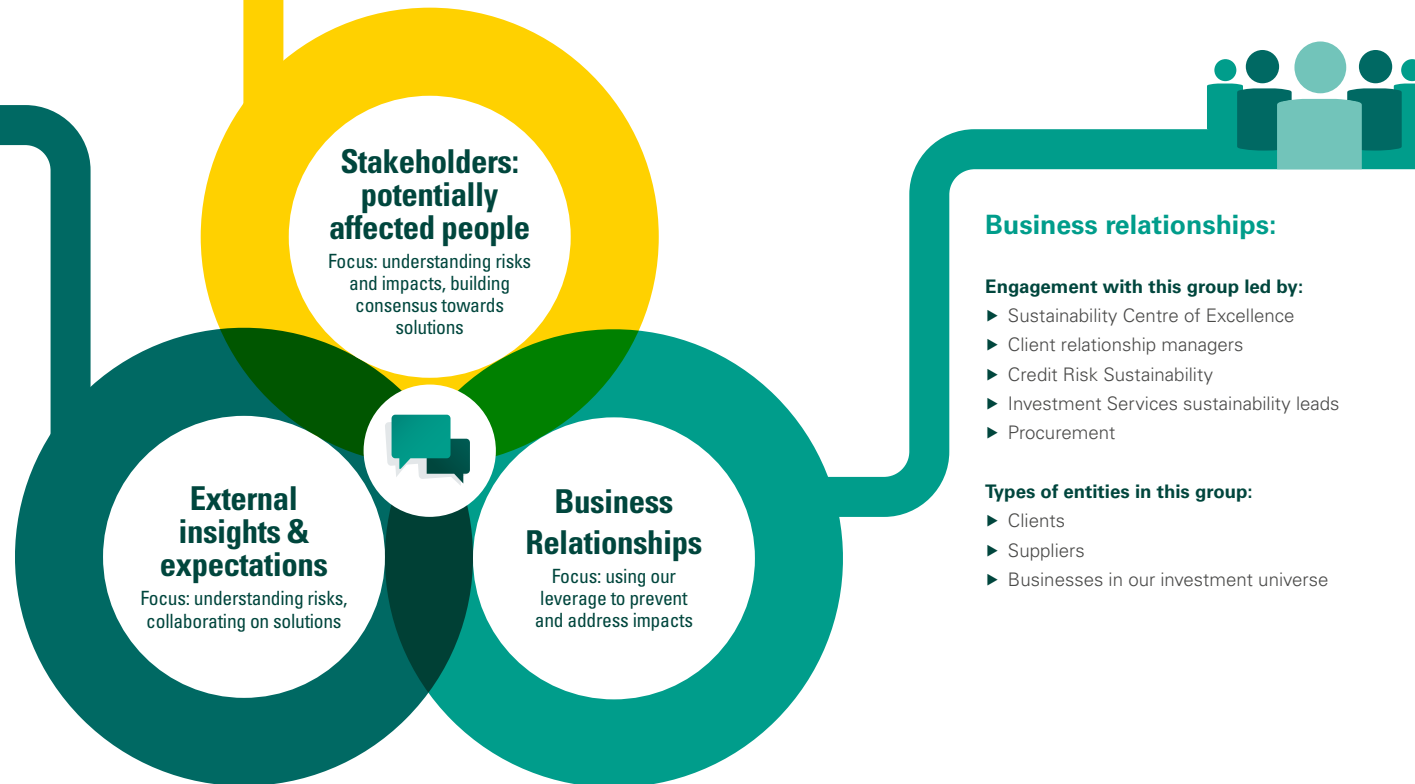 Stakeholders:
potentially
affected people
Focus: understanding risks
and impacts, building
consensus towards
solutions
External
insights &
expectations
Focus: understanding risks,
collaborating on solutions
Business
Relationships
Focus: using our
leverage to prevent
and address impacts
Business relationships:
Engagement with this group led by:
Sustainability Centre of Excellence
Client relationship managers
Credit Risk Sustainability
Investment Services sustainability leads
Procurement
Types of entities in this group:
Clients
Suppliers
Businesses in our investment universe